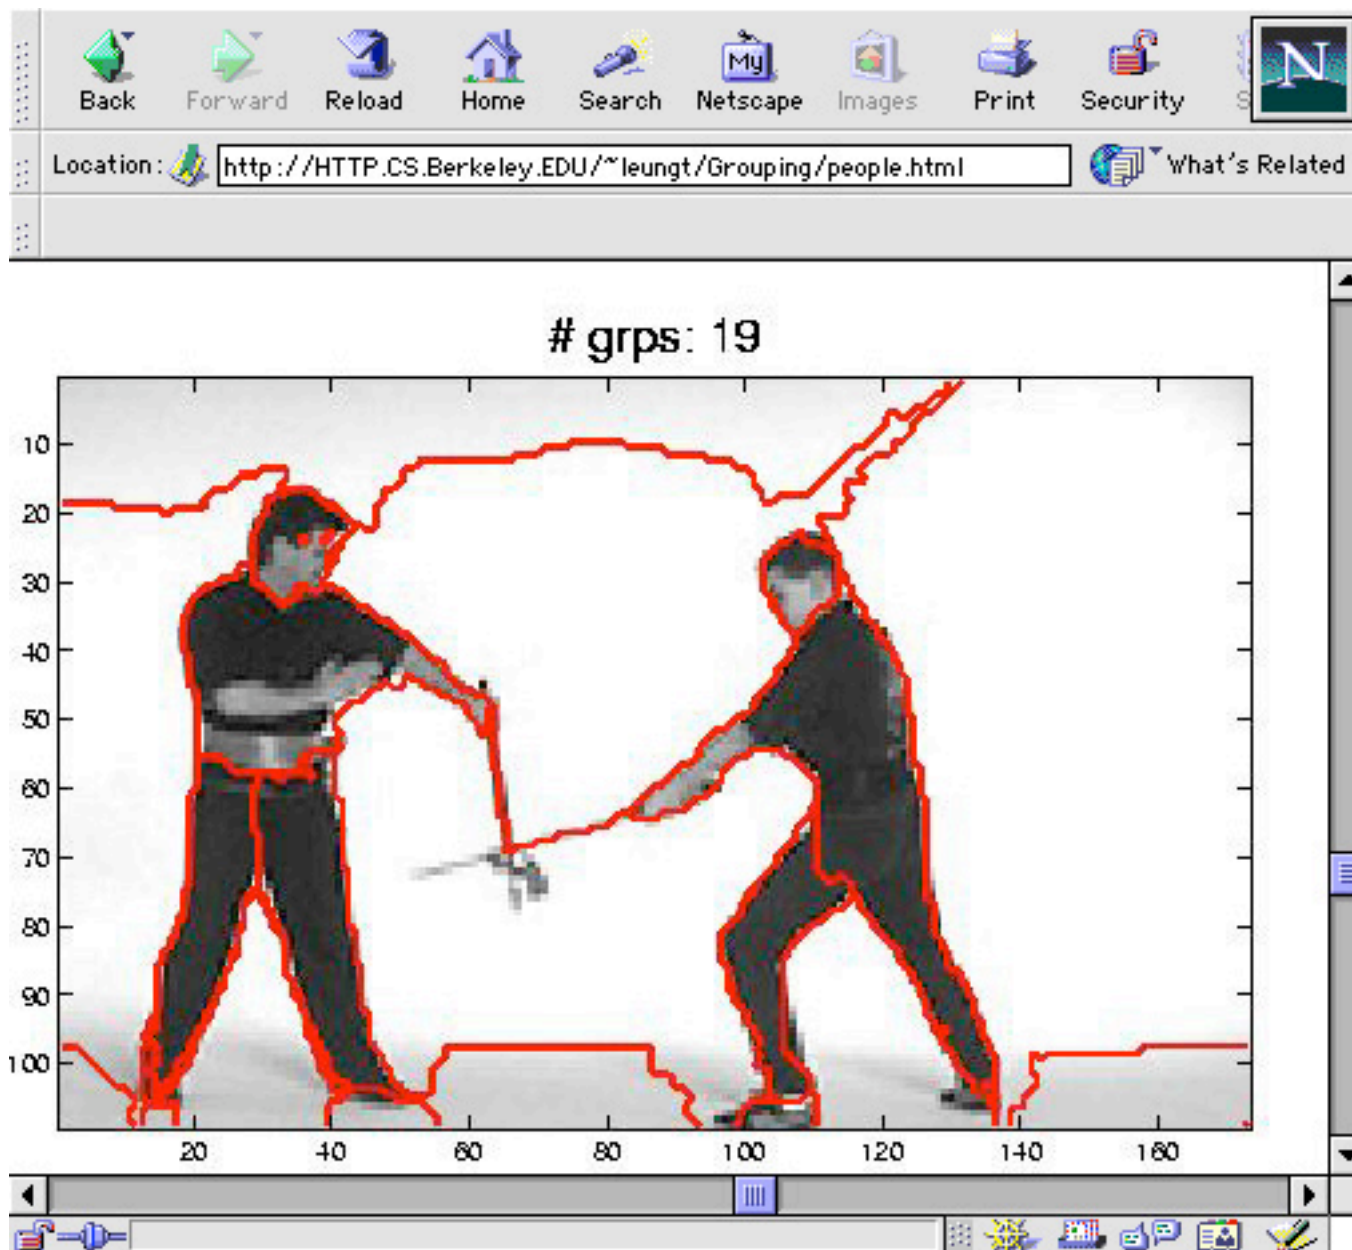 Back Forward Reload Home Search Netscape Images Print Security S
My
N
Location: http://HTTP.CS.Berkeley.EDU/~leungt/Grouping/people.html What's Related
# grps: 19
10
20
30
40
50
60
70
80
90
100
20 40 60 80 100 120 140 160